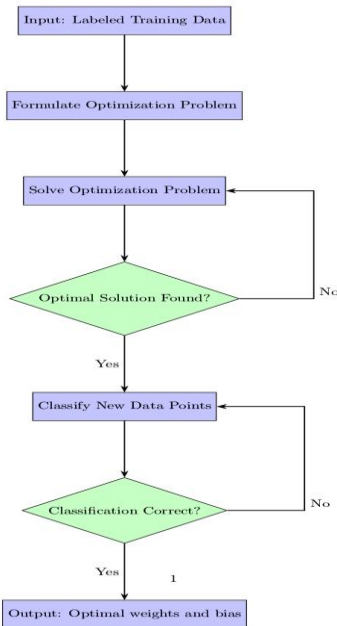 Input: Labeled Training Data
Formulate Optimization Problem
Solve Optimization Problem
Optimal Solution Found?
No
Yes
Classify New Data Points
Classification Correct?
No
Yes
1
Output: Optimal weights and bias